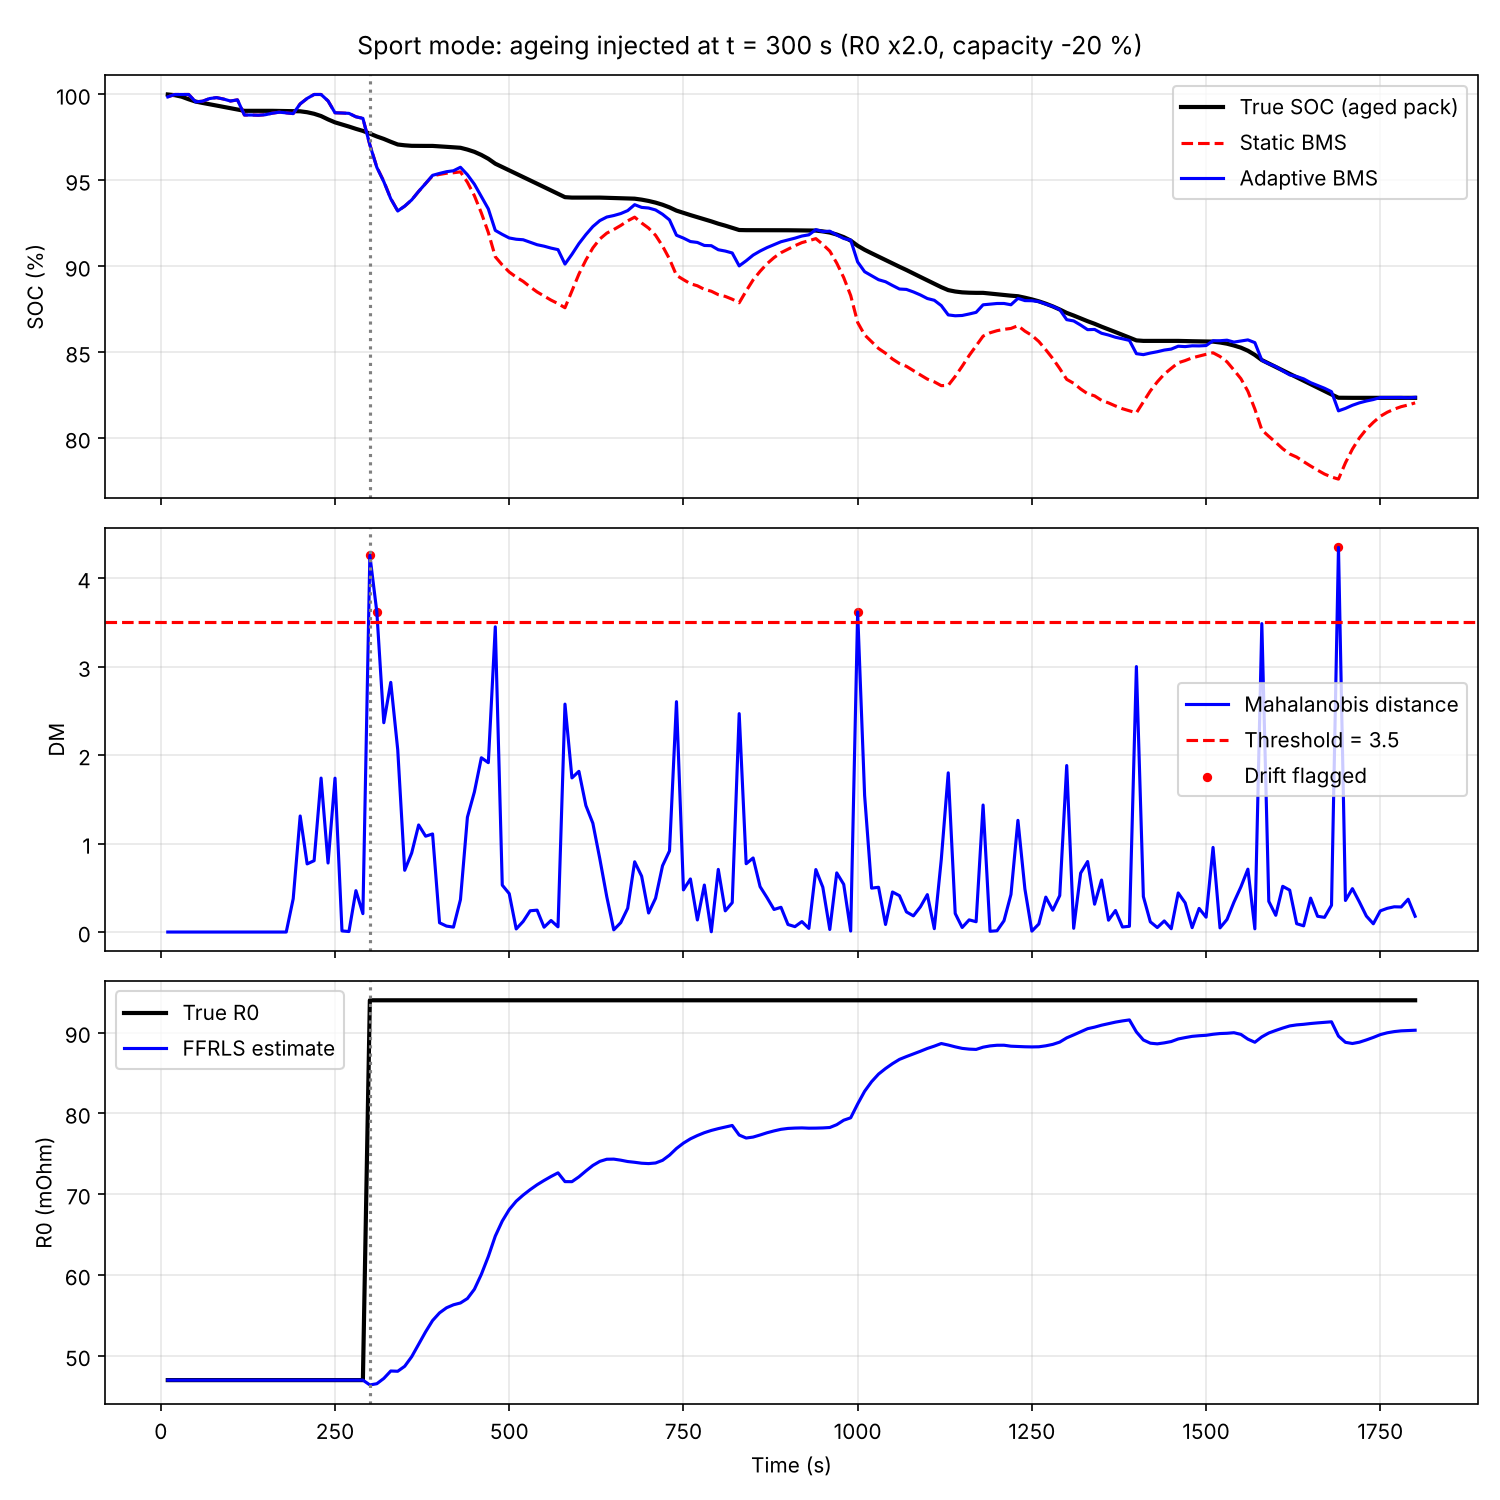 Sport mode: ageing injected at t = 300 s (R0 x2.0, capacity -20 %)
SOC (%)
100
95
90
85
80
True SOC (aged pack)
Static BMS
Adaptive BMS
DM
4
3
2
1
0
Mahalanobis distance
Threshold = 3.5
Drift flagged
R0 (mOhm)
90
80
70
60
50
True R0
FFRLS estimate
0 250 500 750 1000 1250 1500 1750
Time (s)